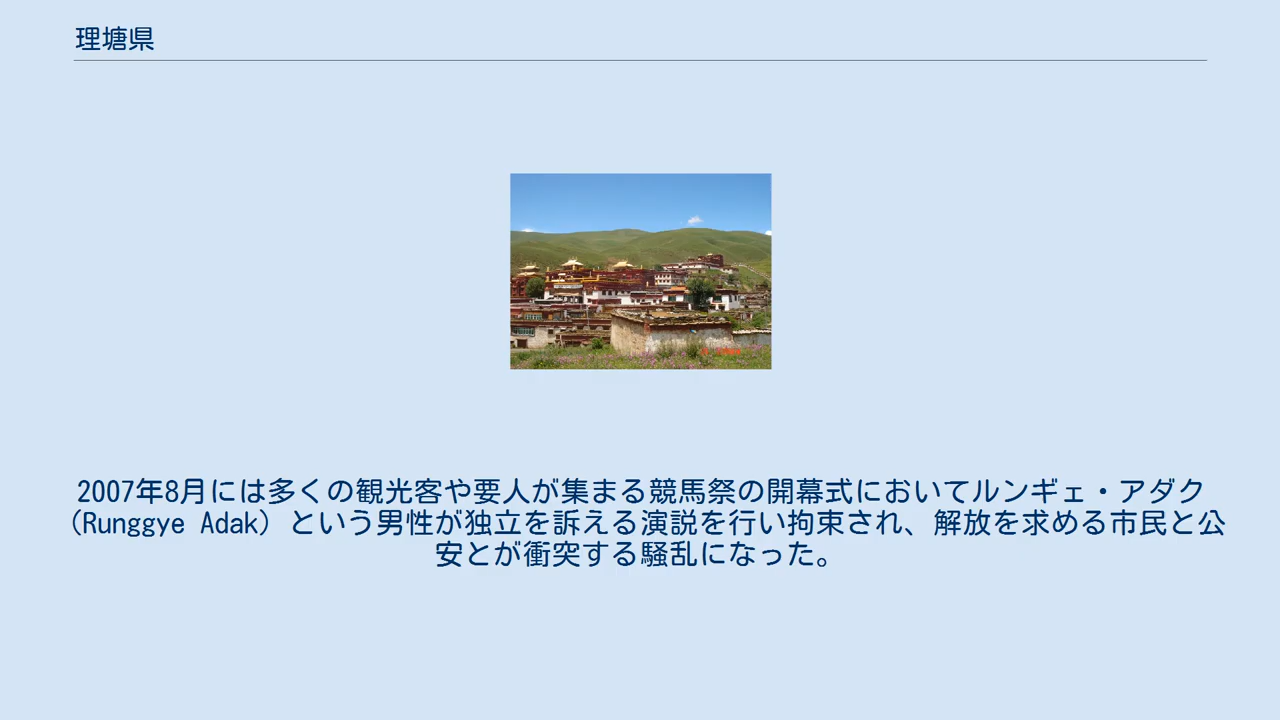 理塘県
2007年8月には多くの観光客や要人が集まる競馬祭の開幕式においてルンギェ・アダク
(Runggye Adak) という男性が独立を訴える演説を行い拘束され、解放を求める市民と公
安とが衝突する騒乱になった。